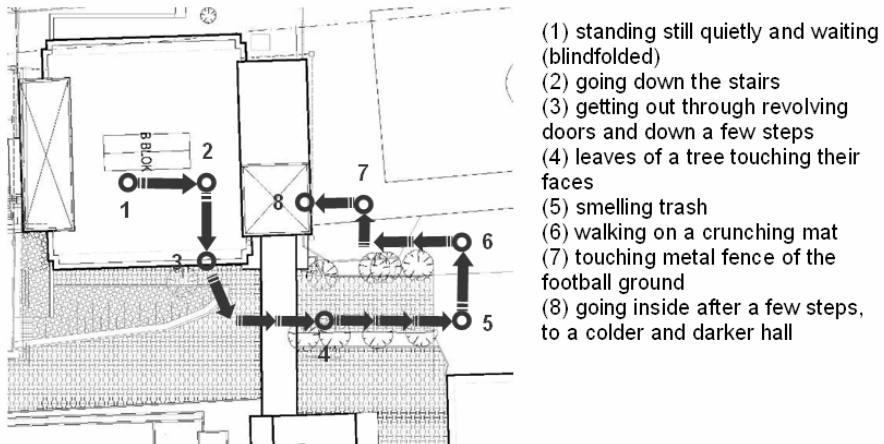 B BLOK
2
1
3
4
5
6
7
8
(1) standing still quietly and waiting
(blindfolded)
(2) going down the stairs
(3) getting out through revolving
doors and down a few steps
(4) leaves of a tree touching their
faces
(5) smelling trash
(6) walking on a crunching mat
(7) touching metal fence of the
football ground
(8) going inside after a few steps,
to a colder and darker hall